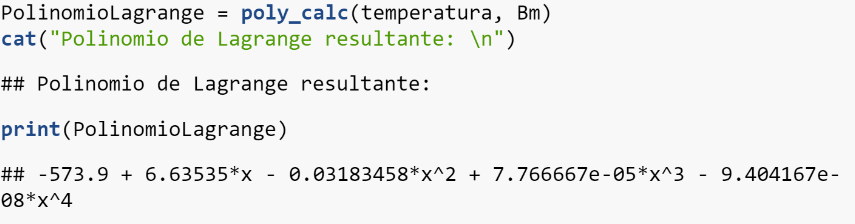 PolinomioLagrange = poly_calc(temperatura, Bm)
cat("Polinomio de Lagrange resultante: \n")
## Polinomio de Lagrange resultante:
print(PolinomioLagrange)
## -573.9 + 6.63535*x - 0.03183458*x^2 + 7.766667e-05*x^3 - 9.404167e-
08*x^4